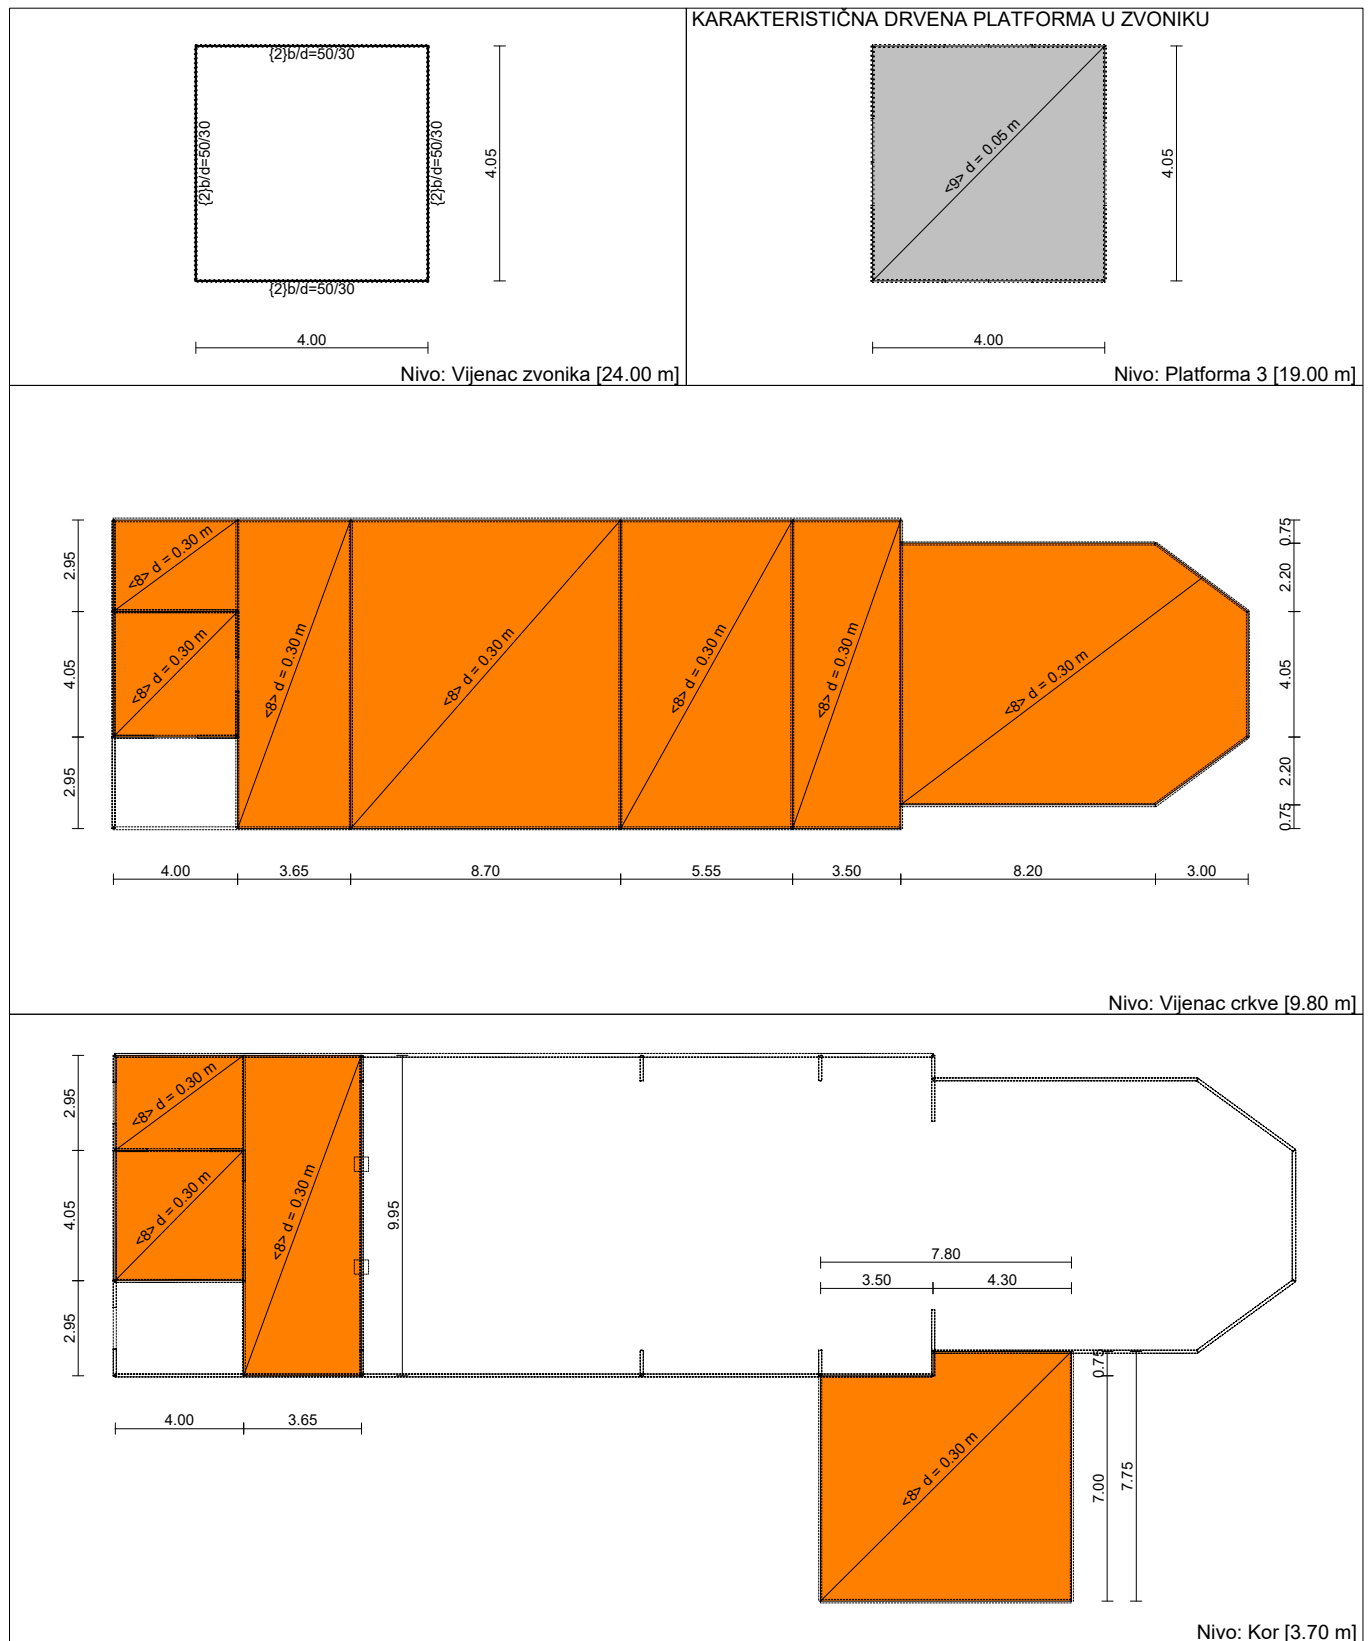 {2}b/d=50/30
{2}b/d=50/30
{2}b/d=50/30
{2}b/d=50/30
4.05
4.00
Nivo: Vijenac zvonika [24.00 m]
KARAKTERISTIČNA DRVENA PLATFORMA U ZVONIKU
<9> d = 0.05 m
4.05
4.00
Nivo: Platforma 3 [19.00 m]
2.95
4.05
2.95
<8> d = 0.30 m
<8> d = 0.30 m
<8> d = 0.30 m
<8> d = 0.30 m
<8> d = 0.30 m
<8> d = 0.30 m
<8> d = 0.30 m
0.75
2.20
4.05
2.20
0.75
4.00
3.65
8.70
5.55
3.50
8.20
3.00
Nivo: Vijenac crkve [9.80 m]
2.95
4.05
2.95
<8> d = 0.30 m
<8> d = 0.30 m
<8> d = 0.30 m
9.95
7.80
3.50
4.30
4.00
3.65
<8> d = 0.30 m
0.75
7.00
7.75
Nivo: Kor [3.70 m]